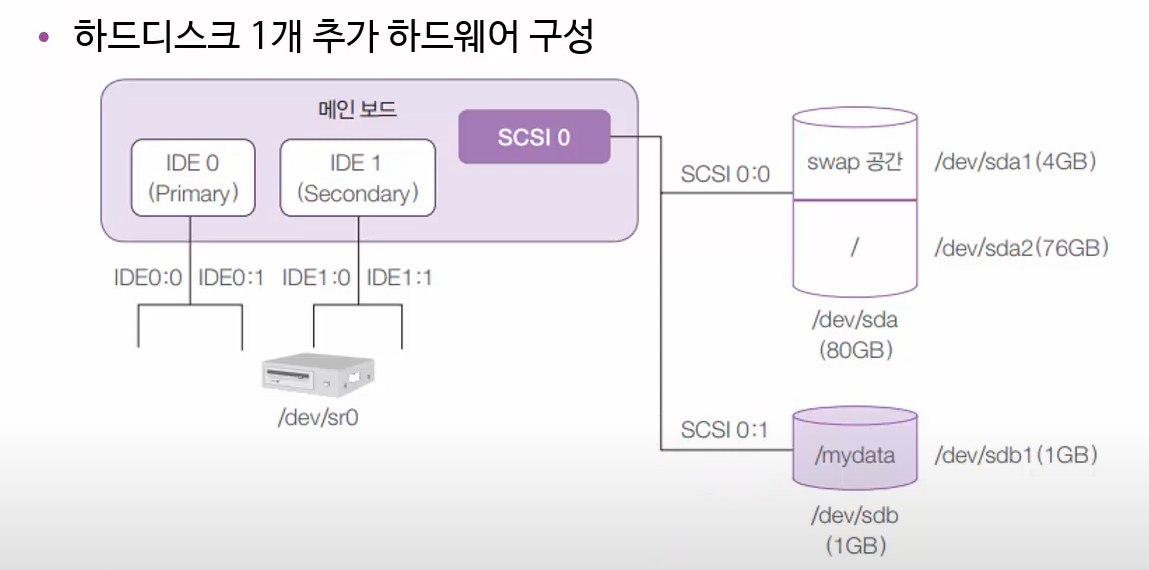 • 하드디스크 1개 추가 하드웨어 구성
메인 보드
SCSI 0
IDE 0
(Primary)
IDE 1
(Secondary)
IDE0:0
IDE0:1
IDE1:0
IDE1:1
/dev/sr0
SCSI 0:0
swap 공간
/dev/sda1(4GB)
/
/dev/sda2(76GB)
/dev/sda
(80GB)
SCSI 0:1
/mydata
/dev/sdb1(1GB)
/dev/sdb
(1GB)